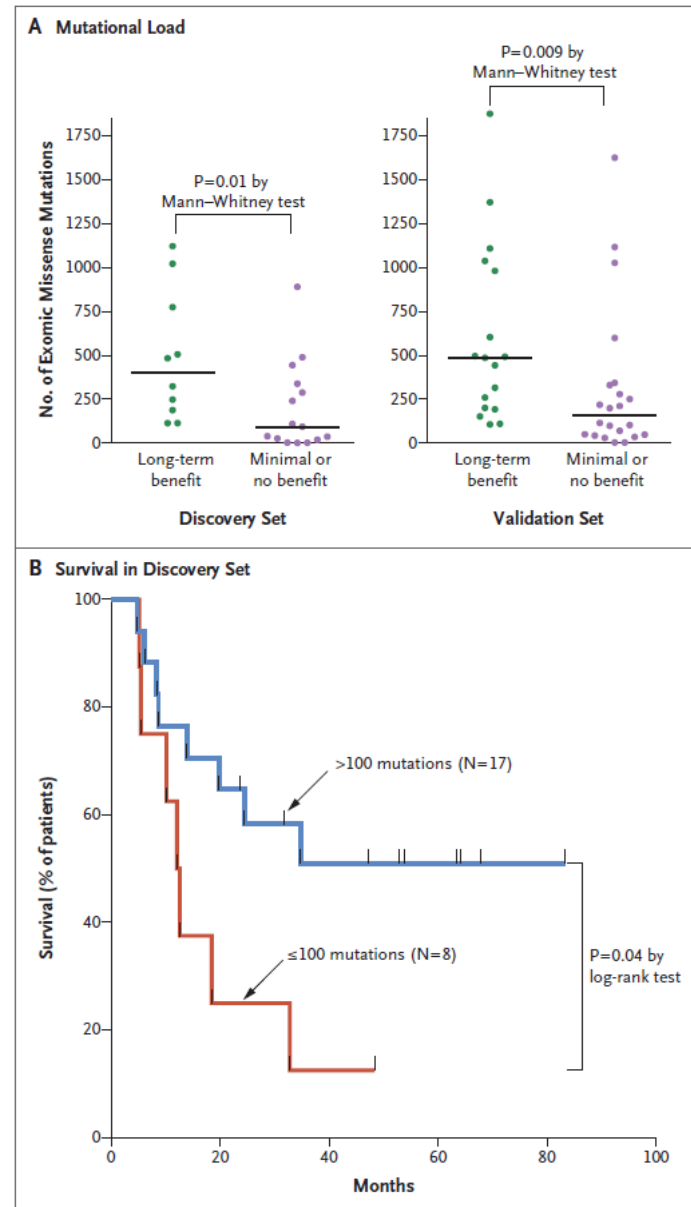 A Mutational Load
No. of Exomic Missense Mutations
1750
1500
1250
1000
750
500
250
0
P=0.01 by
Mann–Whitney test
Long-term
benefit
Minimal or
no benefit
Discovery Set
P=0.009 by
Mann–Whitney test
1750
1500
1250
1000
750
500
250
0
Long-term
benefit
Minimal or
no benefit
Validation Set
B Survival in Discovery Set
Survival (% of patients)
100
80
60
40
20
0
>100 mutations (N=17)
≤100 mutations (N=8)
P=0.04 by
log-rank test
0 20 40 60 80 100
Months